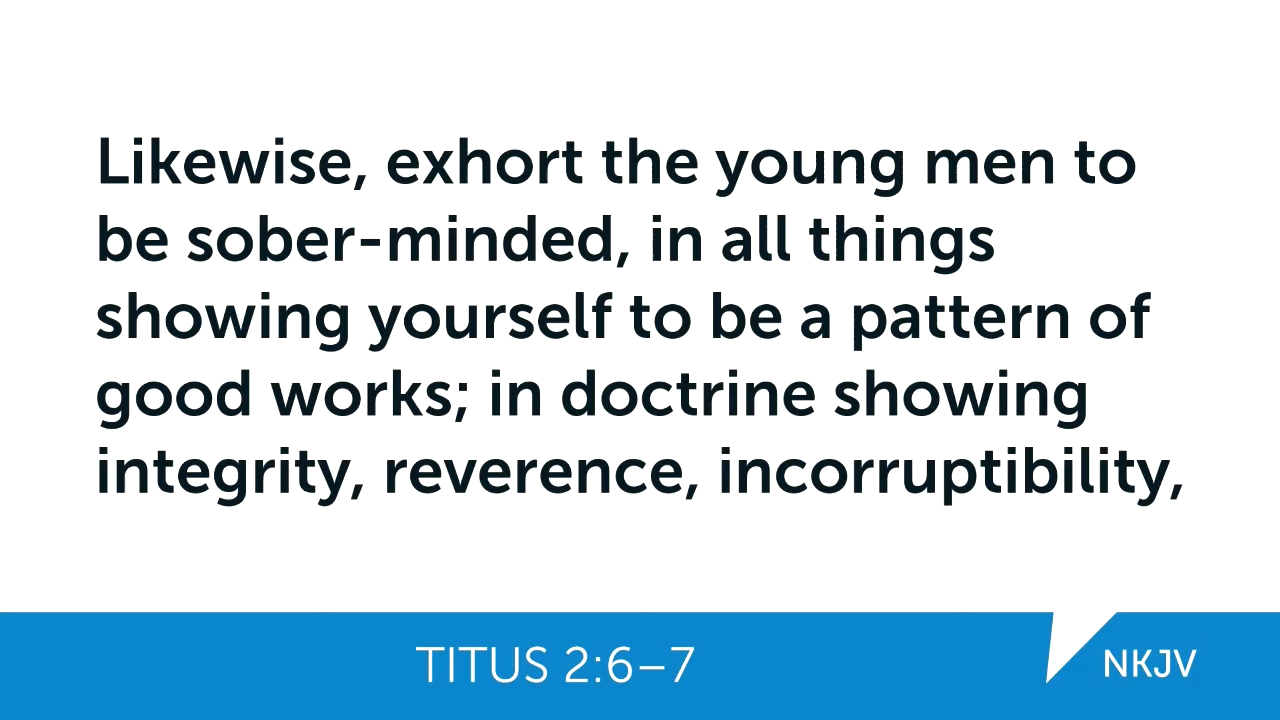 Likewise, exhort the young men to
be sober-minded, in all things
showing yourself to be a pattern of
good works; in doctrine showing
integrity, reverence, incorruptibility,
TITUS 2:6–7
NKJV